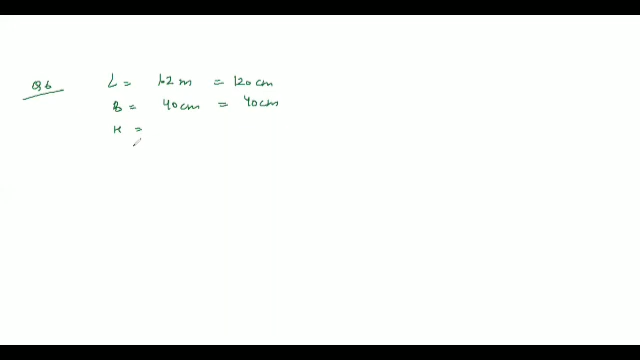 Q6 L = 1.2 m = 120 cm
B = 40 cm = 40 cm
H =